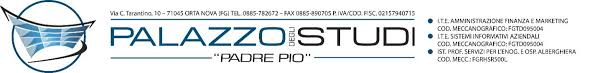 Via C. Tarantino, 10 – 71045 ORTA NOVA (FG) TEL. 0885-782672 – FAX 0885-890705 P. IVA/COD. FISC. 02157940715
PALAZZO DEGLI STUDI
"PADRE PIO"
• I.T.E. AMMINISTRAZIONE FINANZA E MARKETING
COD. MECCANOGRAFICO: FGTD095004
• I.T.E. SISTEMI INFORMATIVI AZIENDALI
COD. MECCANOGRAFICO: FGTD095004
• IST. PROF. SERVIZI PER L'ENOG. E OSP. ALBERGHIERA
COD. MECC.: FGRH5R500L